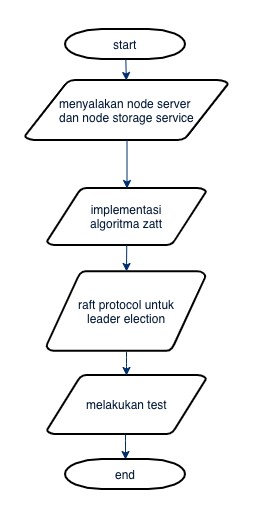 start
menyalakan node server
dan node storage service
implementasi
algoritma zatt
raft protocol untuk
leader election
melakukan test
end